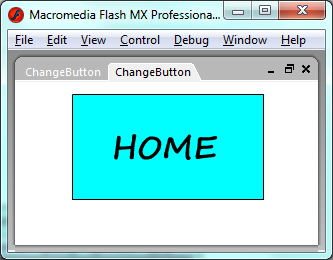 Macromedia Flash MX Professiona...
File Edit View Control Debug Window Help
ChangeButton ChangeButton
HOME